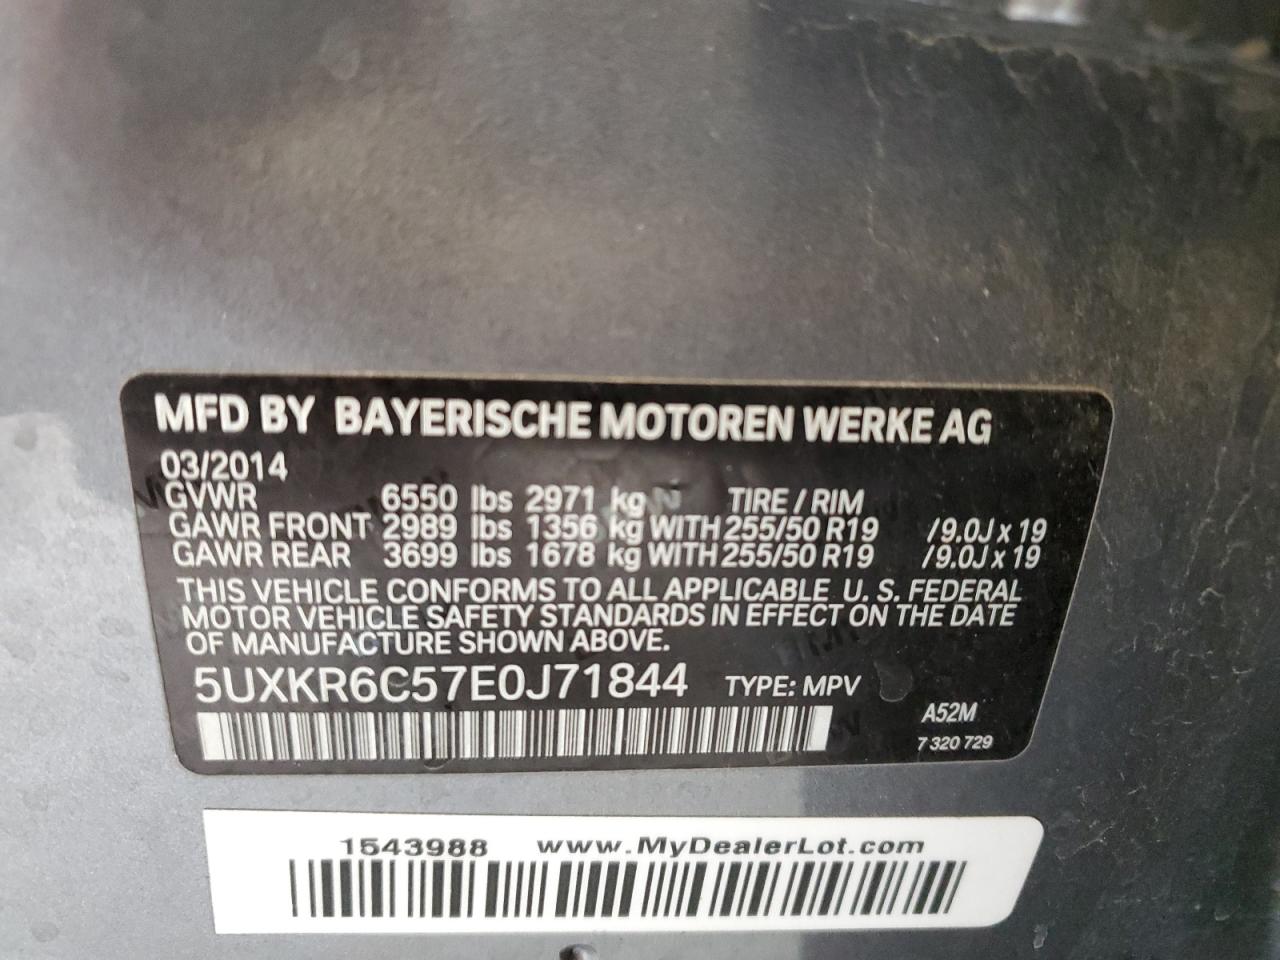 MFD BY BAYERISCHE MOTOREN WERKE AG
03/2014
GVWR 6550 lbs 2971 kg TIRE / RIM
GAWR FRONT 2989 lbs 1356 kg WITH 255/50 R19 /9.0J x 19
GAWR REAR 3699 lbs 1678 kg WITH 255/50 R19 /9.0J x 19
THIS VEHICLE CONFORMS TO ALL APPLICABLE U. S. FEDERAL
MOTOR VEHICLE SAFETY STANDARDS IN EFFECT ON THE DATE
OF MANUFACTURE SHOWN ABOVE.
5UXKR6C57E0J71844 TYPE: MPV
A52M
7 320 729
1543988 www.MyDealerLot.com